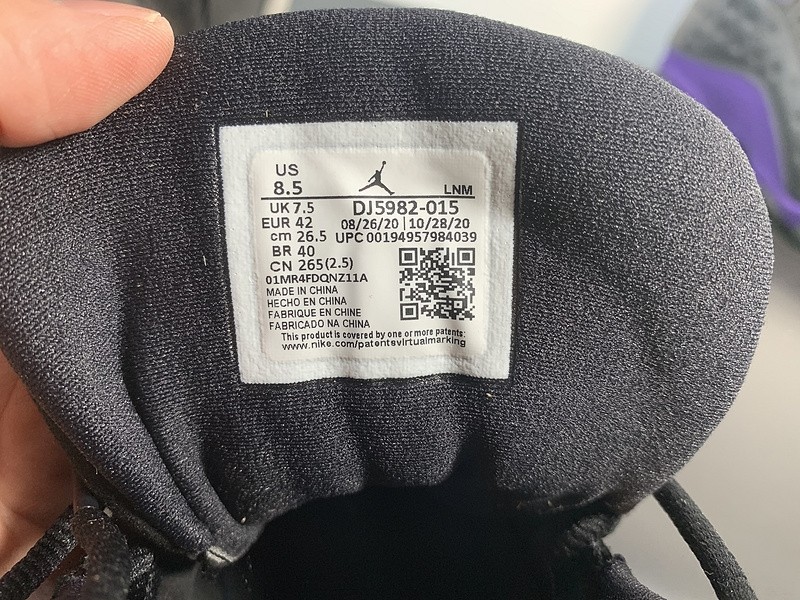 US
8.5 LNM
UK 7.5 DJ5982-015
EUR 42 08/26/20 | 10/28/20
cm 26.5 UPC 00194957984039
BR 40
CN 265(2.5)
01MR4FDQNZ11A
MADE IN CHINA
HECHO EN CHINA
FABRIQUE EN CHINE
FABRICADO NA CHINA
This product is covered by one or more patents:
www.nike.com/patentsvirtualmarking